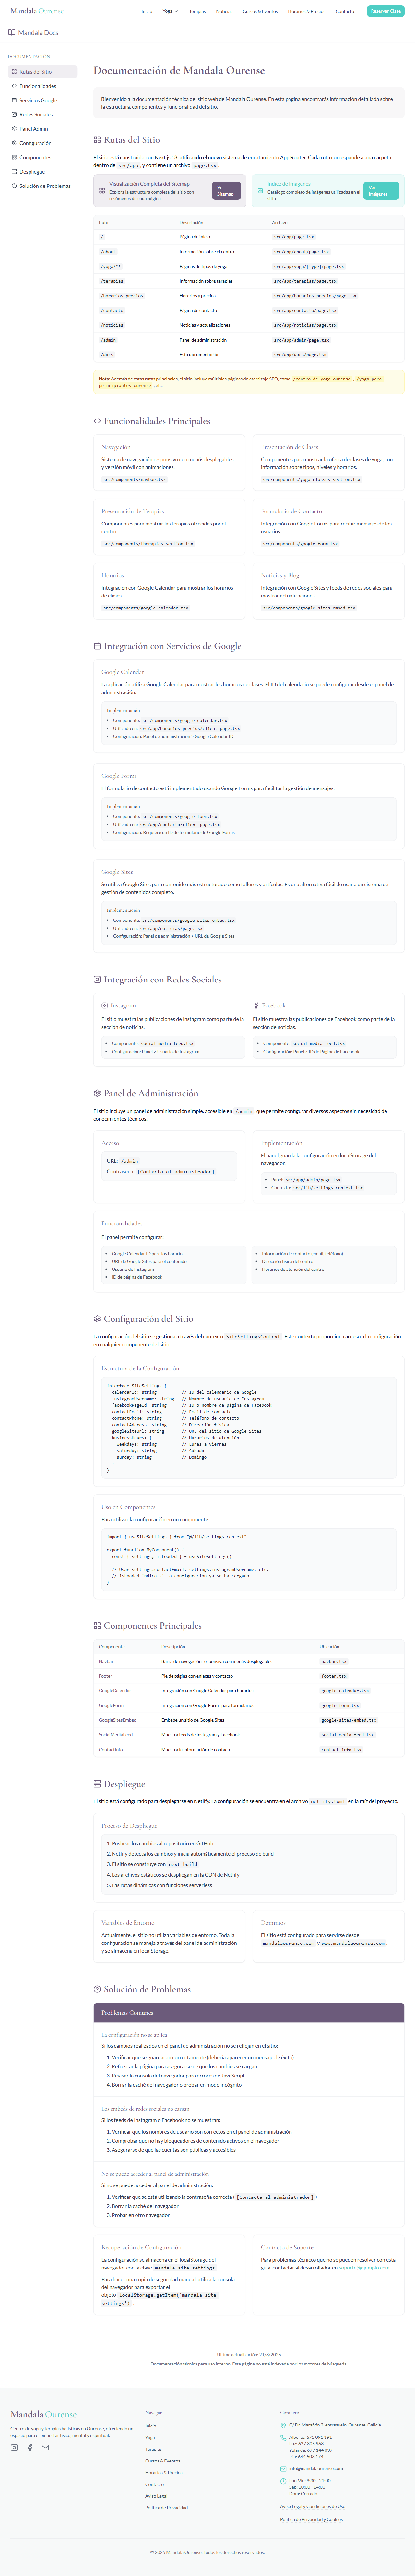 Mandala Ourense
Inicio
Yoga
Terapias
Noticias
Cursos & Eventos
Horarios & Precios
Contacto
Reservar Clase
Mandala Docs
DOCUMENTACIÓN
Rutas del Sitio
Funcionalidades
Servicios Google
Redes Sociales
Panel Admin
Configuración
Componentes
Despliegue
Solución de Problemas
Documentación de Mandala Ourense
Bienvenido a la documentación técnica del sitio web de Mandala Ourense. En esta página encontrarás información detallada sobre
la estructura, componentes y funcionalidad del sitio.
Rutas del Sitio
El sitio está construido con Next.js 13, utilizando el nuevo sistema de enrutamiento App Router. Cada ruta corresponde a una carpeta
dentro de src/app, y contiene un archivo page.tsx.
Visualización Completa del Sitemap
Explora la estructura completa del sitio con
resúmenes de cada página
Ver
Sitemap
Índice de Imágenes
Catálogo completo de imágenes utilizadas en el
sitio
Ver
Imágenes
Ruta Descripción Archivo
/ Página de inicio src/app/page.tsx
/about Información sobre el centro src/app/about/page.tsx
/yoga/** Páginas de tipos de yoga src/app/yoga/[type]/page.tsx
/terapias Información sobre terapias src/app/terapias/page.tsx
/horarios-precios Horarios y precios src/app/horarios-precios/page.tsx
/contacto Página de contacto src/app/contacto/page.tsx
/noticias Noticias y actualizaciones src/app/noticias/page.tsx
/admin Panel de administración src/app/admin/page.tsx
/docs Esta documentación src/app/docs/page.tsx
Nota: Además de estas rutas principales, el sitio incluye múltiples páginas de aterrizaje SEO, como /centro-de-yoga-ourense, /yoga-para-
principiantes-ourense, etc.
Funcionalidades Principales
Navegación
Sistema de navegación responsivo con menús desplegables
y versión móvil con animaciones.
src/components/navbar.tsx
Presentación de Clases
Componentes para mostrar la oferta de clases de yoga, con
información sobre tipos, niveles y horarios.
src/components/yoga-classes-section.tsx
Presentación de Terapias
Componentes para mostrar las terapias ofrecidas por el
centro.
src/components/therapies-section.tsx
Formulario de Contacto
Integración con Google Forms para recibir mensajes de los
usuarios.
src/components/google-form.tsx
Horarios
Integración con Google Calendar para mostrar los horarios
de clases.
src/components/google-calendar.tsx
Noticias y Blog
Integración con Google Sites y feeds de redes sociales para
mostrar actualizaciones.
src/components/google-sites-embed.tsx
Integración con Servicios de Google
Google Calendar
La aplicación utiliza Google Calendar para mostrar los horarios de clases. El ID del calendario se puede configurar desde el panel de
administración.
Implementación
• Componente: src/components/google-calendar.tsx
• Utilizado en: src/app/horarios-precios/client-page.tsx
• Configuración: Panel de administración > Google Calendar ID
Google Forms
El formulario de contacto está implementado usando Google Forms para facilitar la gestión de mensajes.
Implementación
• Componente: src/components/google-form.tsx
• Utilizado en: src/app/contacto/client-page.tsx
• Configuración: Requiere un ID de formulario de Google Forms
Google Sites
Se utiliza Google Sites para contenido más estructurado como talleres y artículos. Es una alternativa fácil de usar a un sistema de
gestión de contenidos completo.
Implementación
• Componente: src/components/google-sites-embed.tsx
• Utilizado en: src/app/noticias/page.tsx
• Configuración: Panel de administración > URL de Google Sites
Integración con Redes Sociales
Instagram
El sitio muestra las publicaciones de Instagram como parte de la
sección de noticias.
• Componente: social-media-feed.tsx
• Configuración: Panel > Usuario de Instagram
Facebook
El sitio muestra las publicaciones de Facebook como parte de la
sección de noticias.
• Componente: social-media-feed.tsx
• Configuración: Panel > ID de Página de Facebook
Panel de Administración
El sitio incluye un panel de administración simple, accesible en /admin, que permite configurar diversos aspectos sin necesidad de
conocimientos técnicos.
Acceso
URL: /admin
Contraseña: [Contacta al administrador]
Implementación
El panel guarda la configuración en localStorage del
navegador.
• Panel: src/app/admin/page.tsx
• Contexto: src/lib/settings-context.tsx
Funcionalidades
El panel permite configurar:
• Google Calendar ID para los horarios
• URL de Google Sites para el contenido
• Usuario de Instagram
• ID de página de Facebook
• Información de contacto (email, teléfono)
• Dirección física del centro
• Horarios de atención del centro
Configuración del Sitio
La configuración del sitio se gestiona a través del contexto SiteSettingsContext. Este contexto proporciona acceso a la configuración
en cualquier componente del sitio.
Estructura de la Configuración
interface SiteSettings {
calendarId: string // ID del calendario de Google
instagramUsername: string // Nombre de usuario de Instagram
facebookPageId: string // ID o nombre de página de Facebook
contactEmail: string // Email de contacto
contactPhone: string // Teléfono de contacto
contactAddress: string // Dirección física
googleSiteUrl: string // URL del sitio de Google Sites
businessHours: { // Horarios de atención
weekdays: string // Lunes a viernes
saturday: string // Sábado
sunday: string // Domingo
}
}
Uso en Componentes
Para utilizar la configuración en un componente:
import { useSiteSettings } from "@/lib/settings-context"
export function MyComponent() {
const { settings, isLoaded } = useSiteSettings()
// Usar settings.contactEmail, settings.instagramUsername, etc.
// isLoaded indica si la configuración ya se ha cargado
}
Componentes Principales
Componente Descripción Ubicación
Navbar Barra de navegación responsiva con menús desplegables navbar.tsx
Footer Pie de página con enlaces y contacto footer.tsx
GoogleCalendar Integración con Google Calendar para horarios google-calendar.tsx
GoogleForm Integración con Google Forms para formularios google-form.tsx
GoogleSitesEmbed Embebe un sitio de Google Sites google-sites-embed.tsx
SocialMediaFeed Muestra feeds de Instagram y Facebook social-media-feed.tsx
ContactInfo Muestra la información de contacto contact-info.tsx
Despliegue
El sitio está configurado para desplegarse en Netlify. La configuración se encuentra en el archivo netlify.toml en la raíz del proyecto.
Proceso de Despliegue
1. Pushear los cambios al repositorio en GitHub
2. Netlify detecta los cambios y inicia automáticamente el proceso de build
3. El sitio se construye con next build
4. Los archivos estáticos se despliegan en la CDN de Netlify
5. Las rutas dinámicas con funciones serverless
Variables de Entorno
Actualmente, el sitio no utiliza variables de entorno. Toda la
configuración se maneja a través del panel de administración
y se almacena en localStorage.
Dominios
El sitio está configurado para servirse desde
mandalaourense.com y www.mandalaourense.com.
Solución de Problemas
Problemas Comunes
La configuración no se aplica
Si los cambios realizados en el panel de administración no se reflejan en el sitio:
1. Verificar que se guardaron correctamente (debería aparecer un mensaje de éxito)
2. Refrescar la página para asegurarse de que los cambios se cargan
3. Revisar la consola del navegador para errores de JavaScript
4. Borrar la caché del navegador o probar en modo incógnito
Los embeds de redes sociales no cargan
Si los feeds de Instagram o Facebook no se muestran:
1. Verificar que los nombres de usuario son correctos en el panel de administración
2. Comprobar que no hay bloqueadores de contenido activos en el navegador
3. Asegurarse de que las cuentas son públicas y accesibles
No se puede acceder al panel de administración
Si no se puede acceder al panel de administración:
1. Verificar que se está utilizando la contraseña correcta ( [Contacta al administrador] )
2. Borrar la caché del navegador
3. Probar en otro navegador
Recuperación de Configuración
La configuración se almacena en el localStorage del
navegador con la clave mandala-site-settings.
Para hacer una copia de seguridad manual, utiliza la consola
del navegador para exportar el
objeto localStorage.getItem('mandala-site-
settings').
Contacto de Soporte
Para problemas técnicos que no se pueden resolver con esta
guía, contactar al desarrollador en soporte@ejemplo.com.
Última actualización: 21/3/2025
Documentación técnica para uso interno. Esta página no está indexada por los motores de búsqueda.
Mandala Ourense
Centro de yoga y terapias holísticas en Ourense, ofreciendo un
espacio para el bienestar físico, mental y espiritual.
Navegar
Inicio
Yoga
Terapias
Cursos & Eventos
Horarios & Precios
Contacto
Aviso Legal
Política de Privacidad
Contacto
C/ Dr. Marañón 2, entresuelo, Ourense, Galicia
Alberto: 675 091 191
Luz: 627 305 963
Yolanda: 679 144 007
Iria: 644 503 174
info@mandalaourense.com
Lun-Vie: 9:30 - 21:00
Sáb: 10:00 - 14:00
Dom: Cerrado
Aviso Legal y Condiciones de Uso
Política de Privacidad y Cookies
© 2025 Mandala Ourense. Todos los derechos reservados.